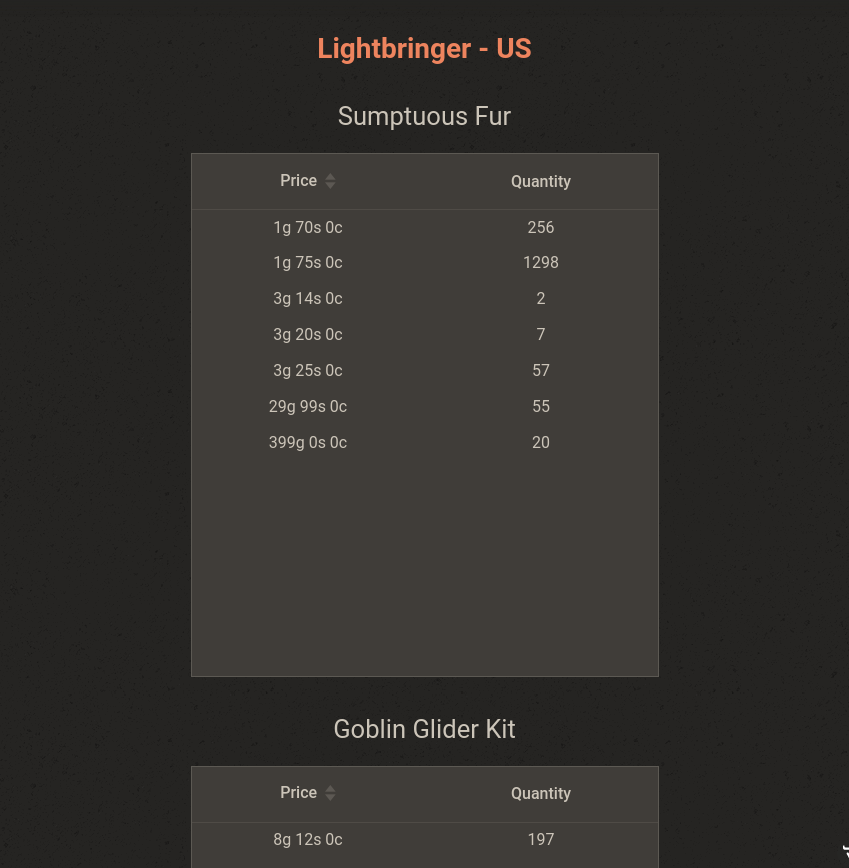 Lightbringer - US
Sumptuous Fur
Price Quantity
1g 70s 0c 256
1g 75s 0c 1298
3g 14s 0c 2
3g 20s 0c 7
3g 25s 0c 57
29g 99s 0c 55
399g 0s 0c 20
Goblin Glider Kit
Price Quantity
8g 12s 0c 197